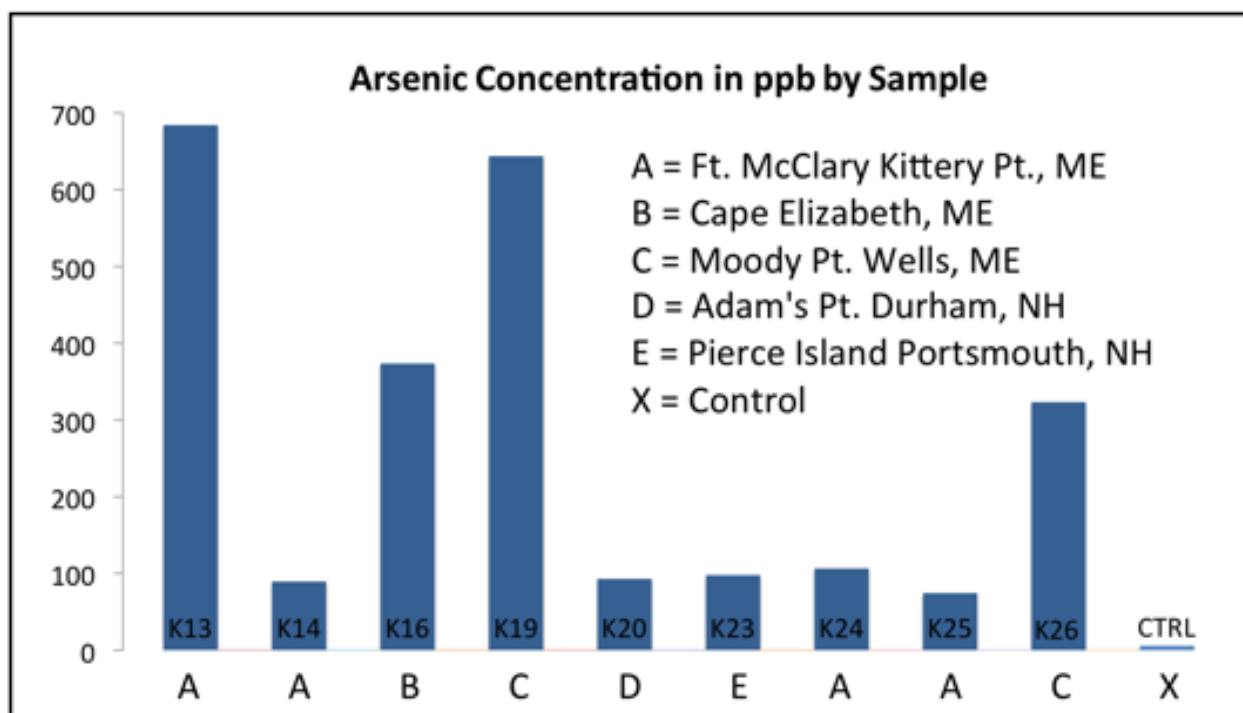 Arsenic Concentration in ppb by Sample
700
600
500
400
300
200
100
0
A = Ft. McClary Kittery Pt., ME
B = Cape Elizabeth, ME
C = Moody Pt. Wells, ME
D = Adam's Pt. Durham, NH
E = Pierce Island Portsmouth, NH
X = Control
K13 K14 K16 K19 K20 K23 K24 K25 K26 CTRL
A A B C D E A A C X